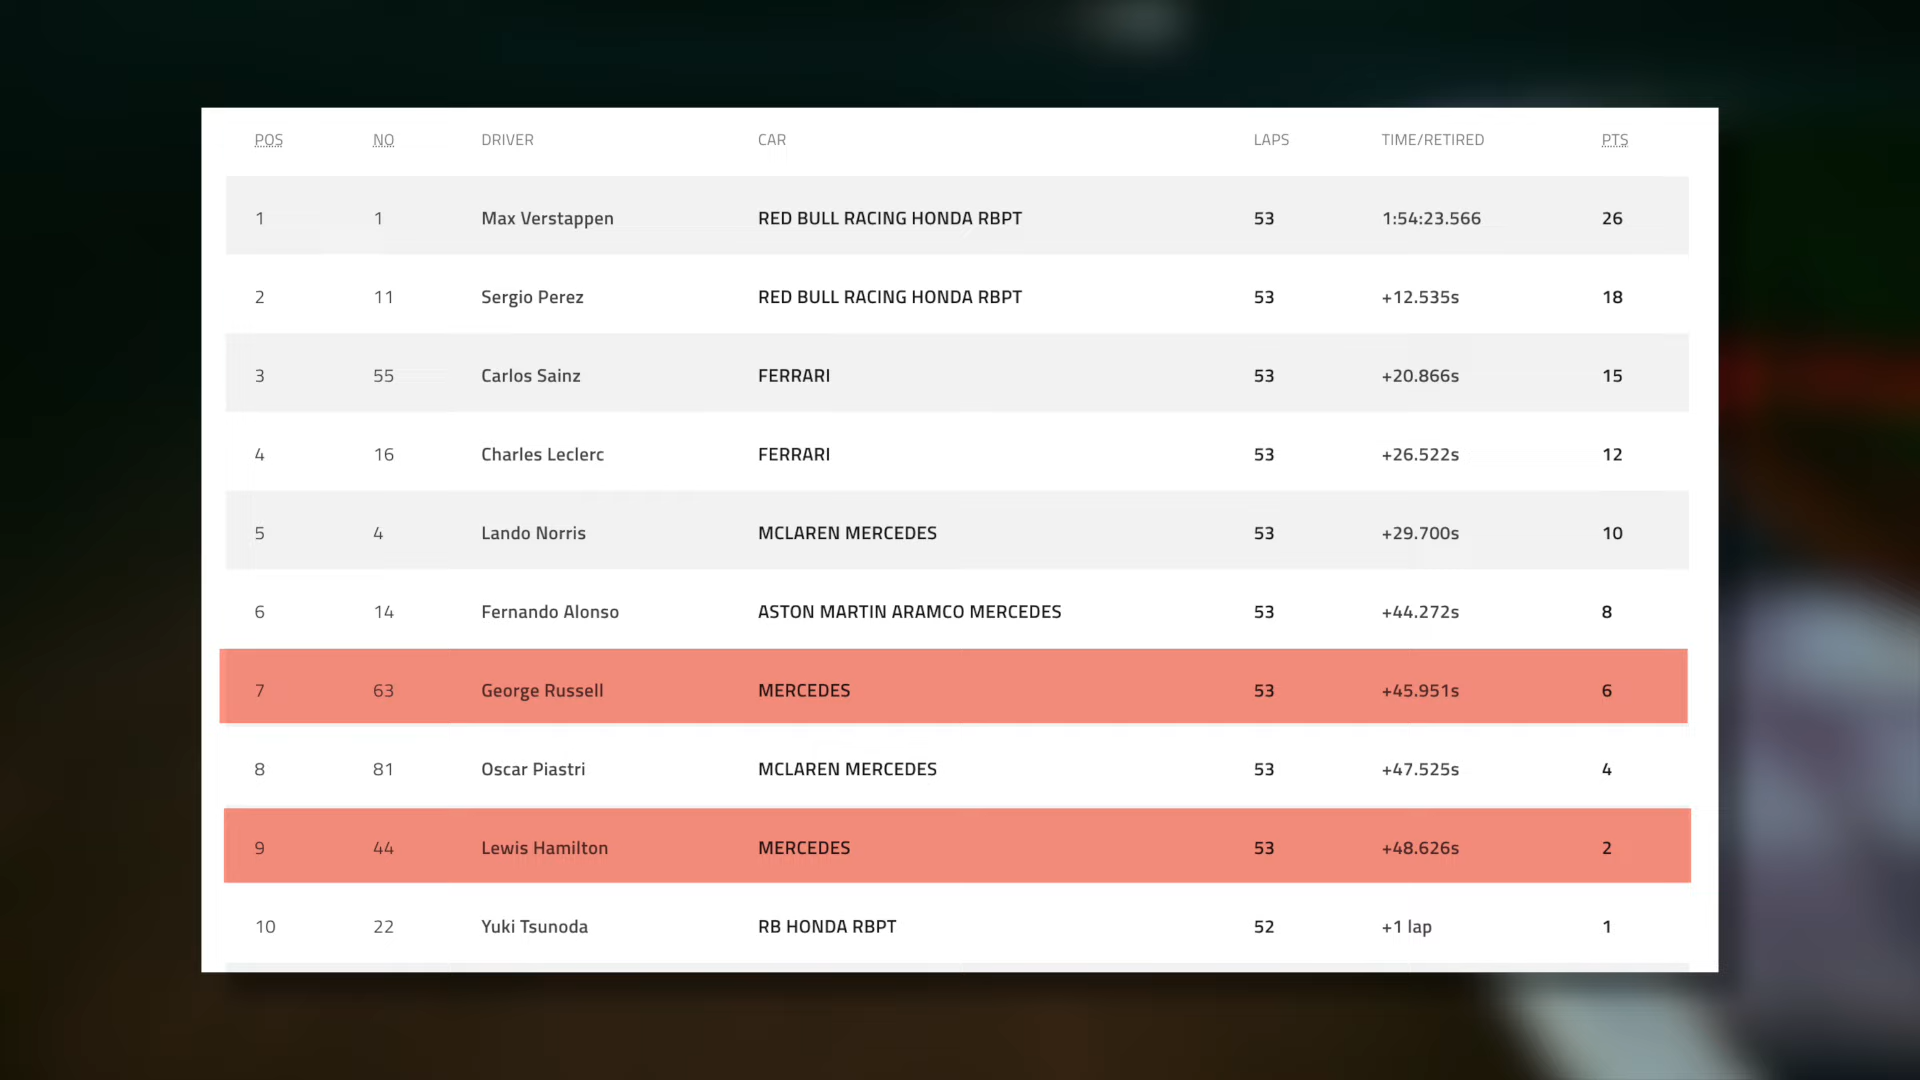 POS NO DRIVER CAR LAPS TIME/RETIRED PTS
1 1 Max Verstappen RED BULL RACING HONDA RBPT 53 1:54:23.566 26
2 11 Sergio Perez RED BULL RACING HONDA RBPT 53 +12.535s 18
3 55 Carlos Sainz FERRARI 53 +20.866s 15
4 16 Charles Leclerc FERRARI 53 +26.522s 12
5 4 Lando Norris MCLAREN MERCEDES 53 +29.700s 10
6 14 Fernando Alonso ASTON MARTIN ARAMCO MERCEDES 53 +44.272s 8
7 63 George Russell MERCEDES 53 +45.951s 6
8 81 Oscar Piastri MCLAREN MERCEDES 53 +47.525s 4
9 44 Lewis Hamilton MERCEDES 53 +48.626s 2
10 22 Yuki Tsunoda RB HONDA RBPT 52 +1 lap 1